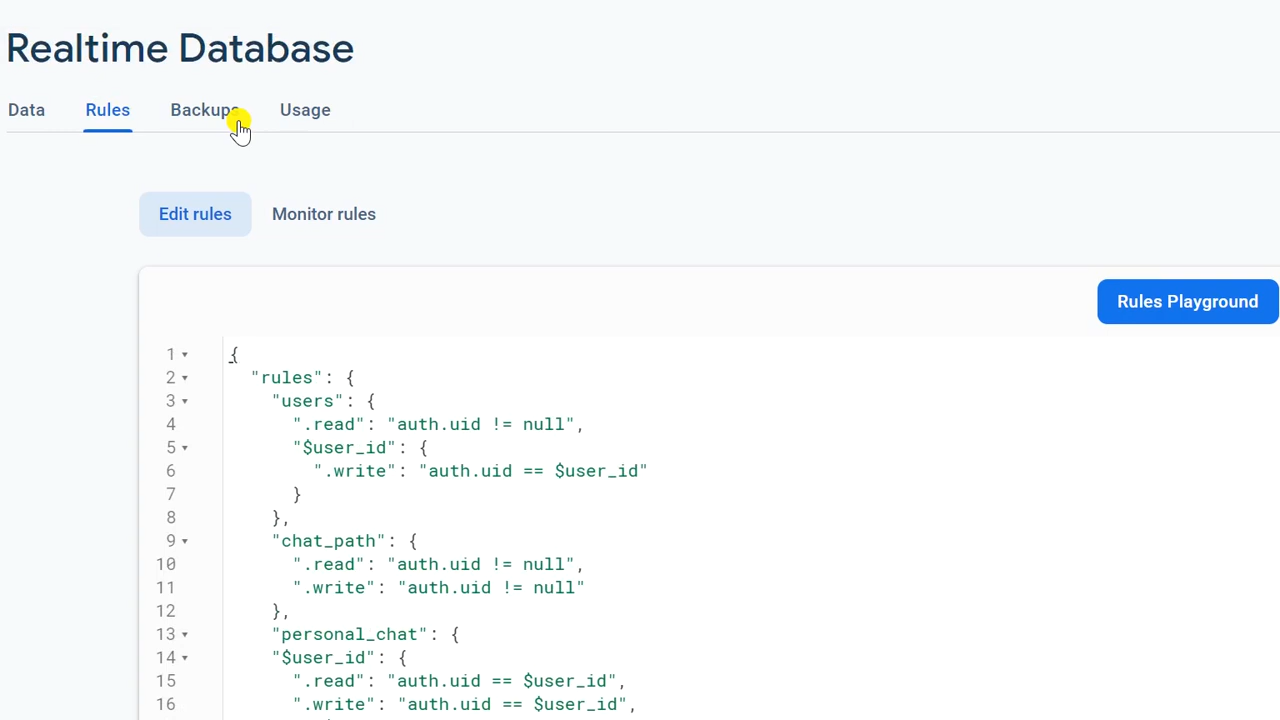 Realtime Database
Data Rules Backups Usage
Edit rules Monitor rules
Rules Playground
1 {
2 "rules": {
3 "users": {
4 ".read": "auth.uid != null",
5 "$user_id": {
6 ".write": "auth.uid == $user_id"
7 }
8 },
9 "chat_path": {
10 ".read": "auth.uid != null",
11 ".write": "auth.uid != null"
12 },
13 "personal_chat": {
14 "$user_id": {
15 ".read": "auth.uid == $user_id",
16 ".write": "auth.uid == $user_id",